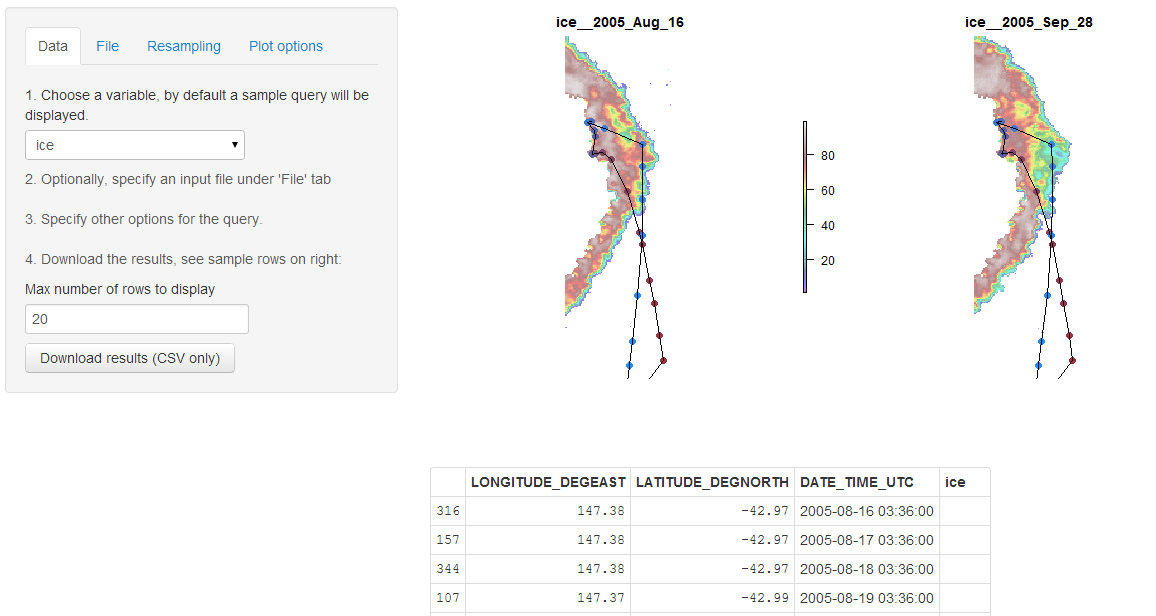 Data File Resampling Plot options
1. Choose a variable, by default a sample query will be
displayed.
ice
2. Optionally, specify an input file under 'File' tab
3. Specify other options for the query.
4. Download the results, see sample rows on right:
Max number of rows to display
20
Download results (CSV only)
ice__2005_Aug_16
80
60
40
20
ice__2005_Sep_28
LONGITUDE_DEGEAST LATITUDE_DEGNORTH DATE_TIME_UTC ice
316 147.38 -42.97 2005-08-16 03:36:00
157 147.38 -42.97 2005-08-17 03:36:00
344 147.38 -42.97 2005-08-18 03:36:00
107 147.37 -42.99 2005-08-19 03:36:00